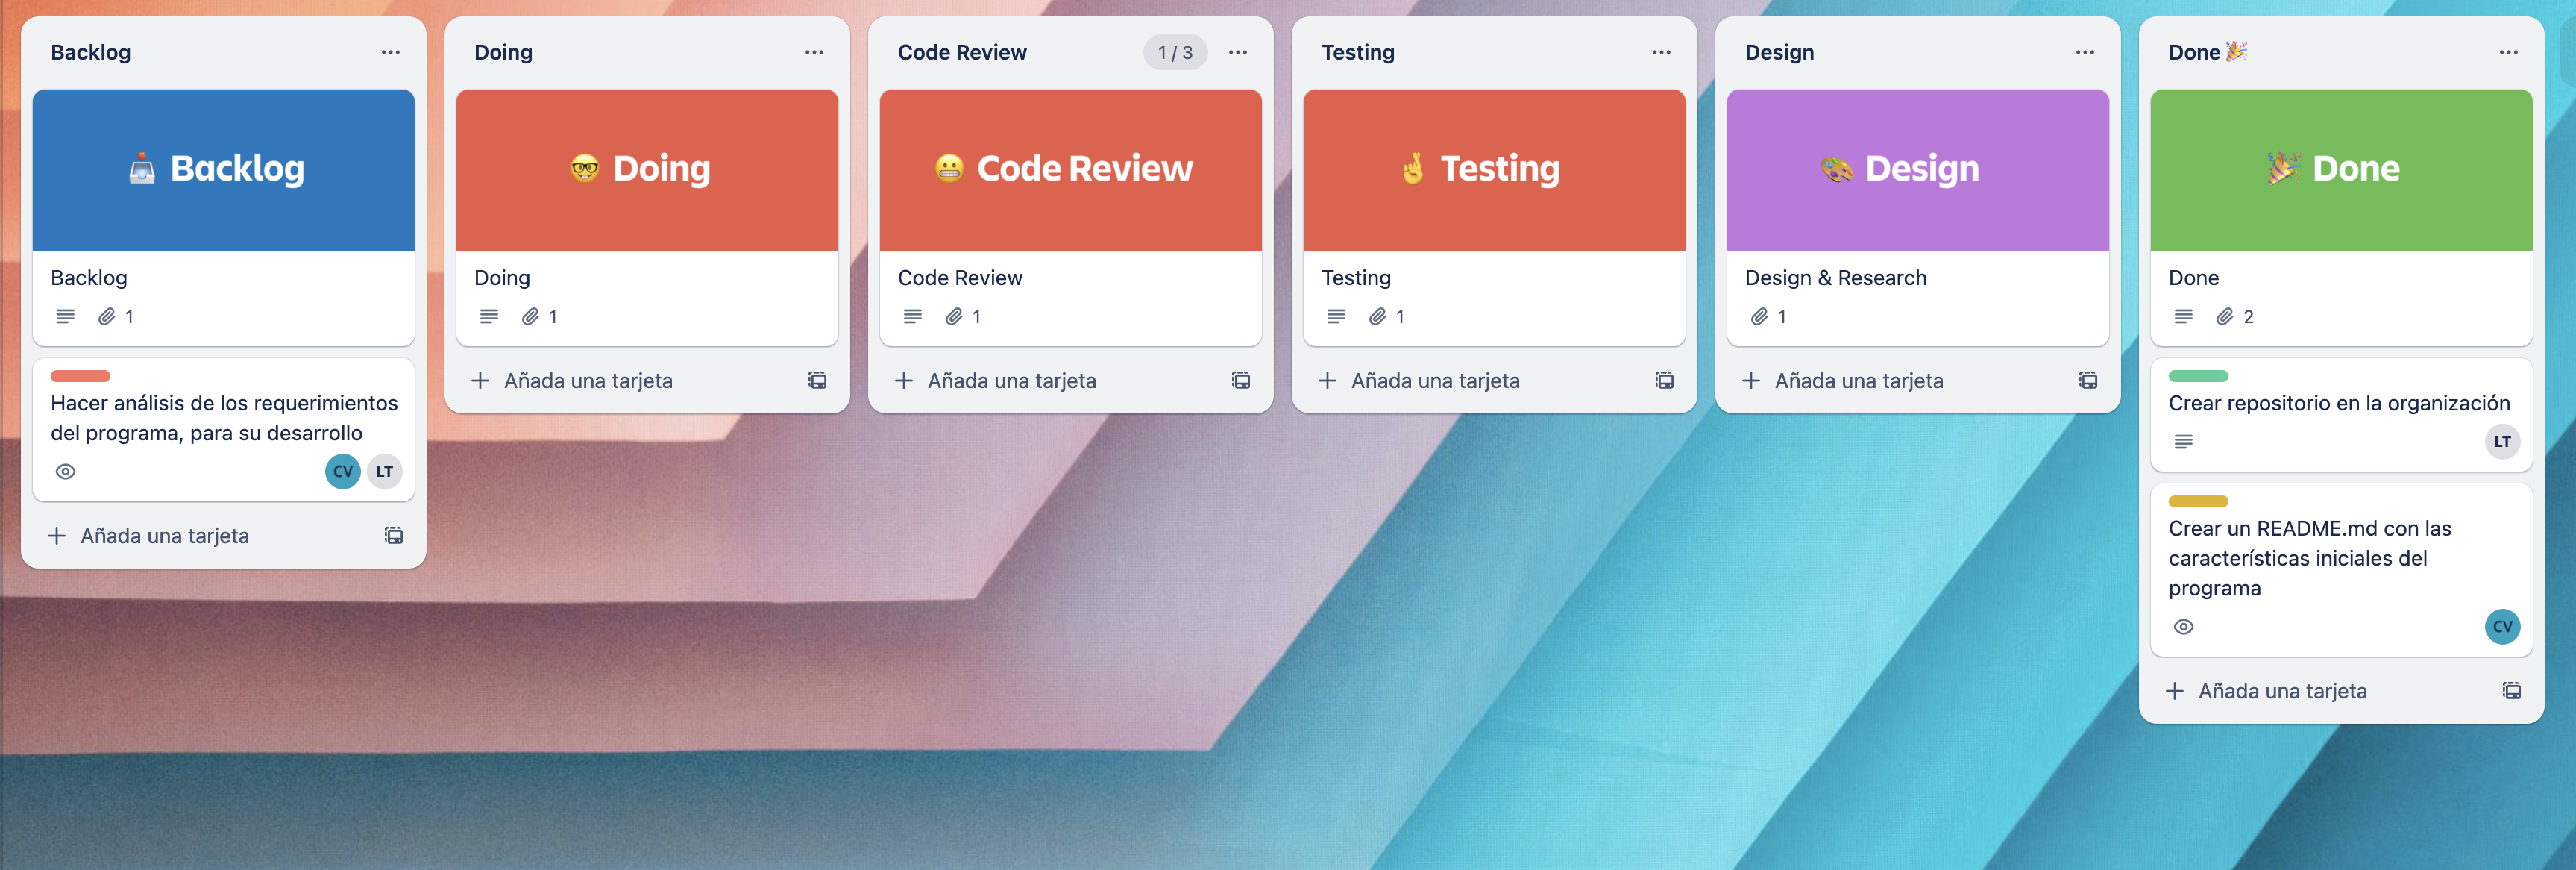 Backlog
Backlog
Backlog
1
Hacer análisis de los requerimientos
del programa, para su desarrollo
CV LT
Añada una tarjeta
Doing
Doing
Doing
1
Añada una tarjeta
Code Review 1 / 3
Code Review
Code Review
1
Añada una tarjeta
Testing
Testing
Testing
1
Añada una tarjeta
Design
Design
Design & Research
1
Añada una tarjeta
Done
Done
Done
2
Crear repositorio en la organización
LT
Crear un README.md con las
características iniciales del
programa
CV
Añada una tarjeta